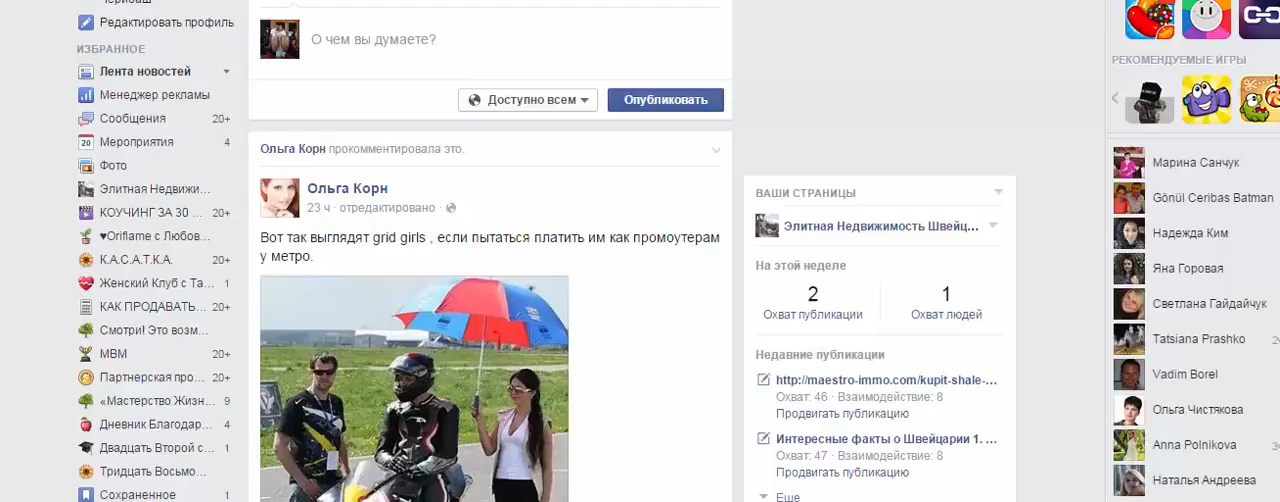 Редактировать профиль
ИЗБРАННОЕ
Лента новостей
Менеджер рекламы
Сообщения 20+
Мероприятия 4
20
Фото
Элитная Недвижи...
КОУЧИНГ ЗА 30 ... 20+
♥Oriflame с Любов...
К.А.С.А.Т.К.А. 20+
Женский Клуб с Та... 1
КАК ПРОДАВАТЬ... 20+
Смотри! Это возм...
МВМ 20+
Партнерская про... 20+
«Мастерство Жизн... 9
Дневник Благодар... 4
Двадцать Второй с... 1
Тридцать Восьмо...
Сохраненное 1
О чем вы думаете?
Доступно всем
Опубликовать
Ольга Корн прокомментировала это.
Ольга Корн
23 ч · отредактировано ·
Вот так выглядят grid girls , если пытаться платить им как промоутерам
у метро.
ВАШИ СТРАНИЦЫ
Элитная Недвижимость Швейц...
На этой неделе
2 1
Охват публикации Охват людей
Недавние публикации
http://maestro-immo.com/kupit-shale-...
Охват: 46 · Взаимодействие: 8
Продвигать публикацию
Интересные факты о Швейцарии 1. ...
Охват: 47 · Взаимодействие: 8
Продвигать публикацию
Еще
РЕКОМЕНДУЕМЫЕ ИГРЫ
Марина Санчук
Gönül Ceribas Batman
Надежда Ким
Яна Горовая
Светлана Гайдайчук
Tatsiana Prashko
Vadim Borel
Ольга Чистякова
Anna Polnikova
Наталья Андреева